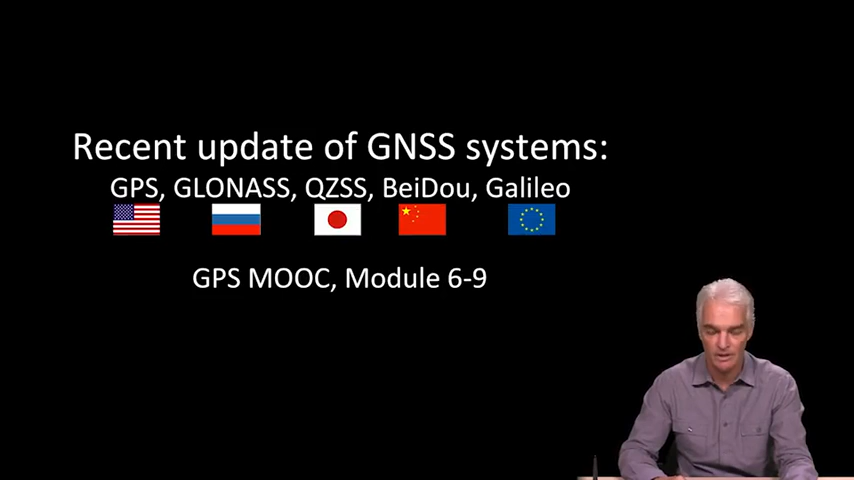 Recent update of GNSS systems:
GPS, GLONASS, QZSS, BeiDou, Galileo
GPS MOOC, Module 6-9